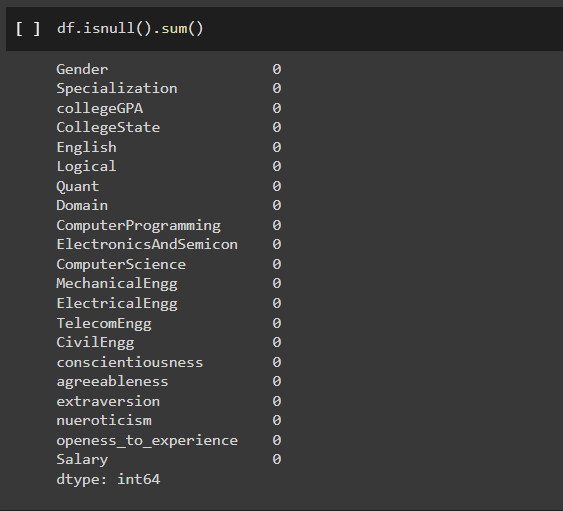 [ ] df.isnull().sum()
Gender 0
Specialization 0
collegeGPA 0
CollegeState 0
English 0
Logical 0
Quant 0
Domain 0
ComputerProgramming 0
ElectronicsAndSemicon 0
ComputerScience 0
MechanicalEngg 0
ElectricalEngg 0
TelecomEngg 0
CivilEngg 0
conscientiousness 0
agreeableness 0
extraversion 0
nueroticism 0
openess_to_experience 0
Salary 0
dtype: int64